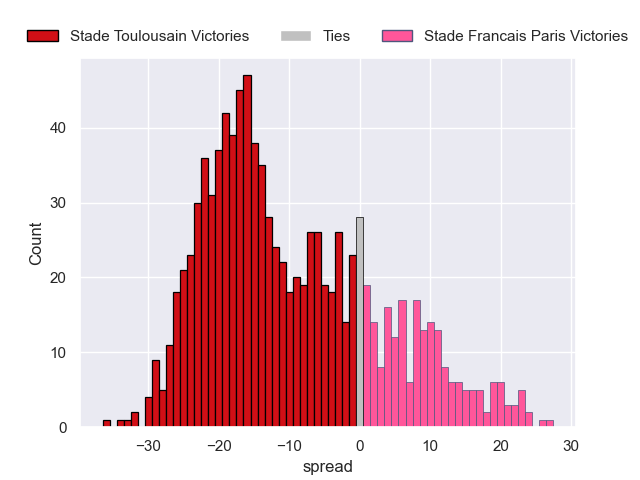 Stade Toulousain Victories Ties Stade Francais Paris Victories
40
30
20
10
0
Count
−30 −20 −10 0 10 20 30
spread